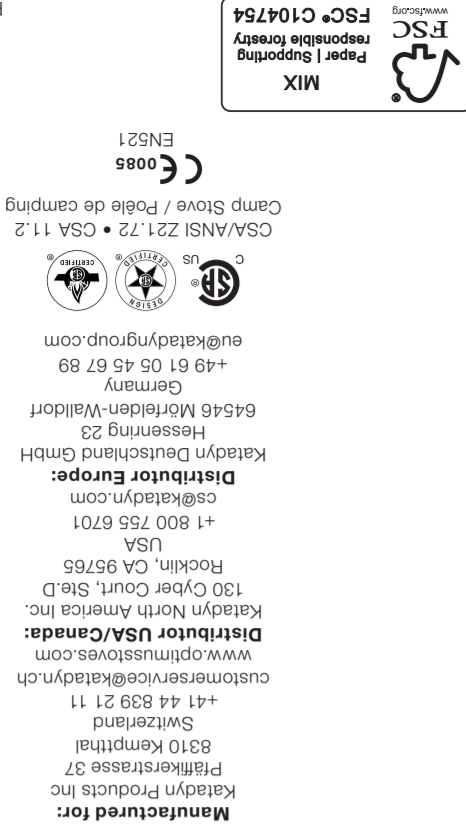 Manufactured for:
Katadyn Products Inc
Pfäffikerstrasse 37
8310 Kemptthal
Switzerland
+41 44 839 21 11
customerservice@katadyn.ch
www.optimusstoves.com
Distributor USA/Canada:
Katadyn North America Inc.
130 Cyber Court, Ste.D
Rocklin, CA 95765
USA
+1 800 755 6701
cs@katadyn.com
Distributor Europe:
Katadyn Deutschland GmbH
Hessenring 23
64546 Mörfelden-Walldorf
Germany
+49 61 05 45 67 89
eu@katadyngroup.com
C SA US ®
DESIGN SA CERTIFIED ®
SA CERTIFIED ®
CSA/ANSI Z21.72 • CSA 11.2
Camp Stove / Poêle de camping
CE 0085
EN521
® FSC
www.fsc.org
MIX
Paper | Supporting
responsible forestry
FSC® C104754